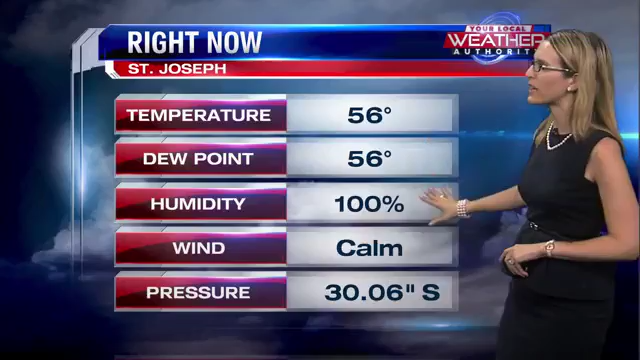 RIGHT NOW
ST. JOSEPH
YOUR LOCAL
WEATHER
AUTHORITY
TEMPERATURE 56°
DEW POINT 56°
HUMIDITY 100%
WIND Calm
PRESSURE 30.06" S